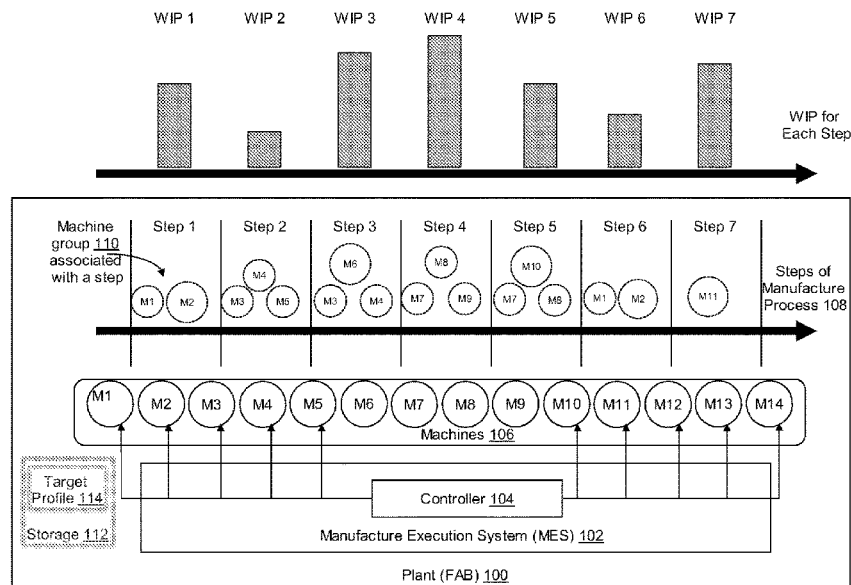 WIP 1 WIP 2 WIP 3 WIP 4 WIP 5 WIP 6 WIP 7
WIP for
Each Step
Machine
group 110
associated
with a step
Step 1 Step 2 Step 3 Step 4 Step 5 Step 6 Step 7
M1 M2
M4
M3 M5
M6
M3 M4
M8
M7 M9
M10
M7 M8
M1 M2
M11
Steps of
Manufacture
Process 108
M1 M2 M3 M4 M5 M6 M7 M8 M9 M10 M11 M12 M13 M14
Machines 106
Target
Profile 114
Storage 112
Controller 104
Manufacture Execution System (MES) 102
Plant (FAB) 100